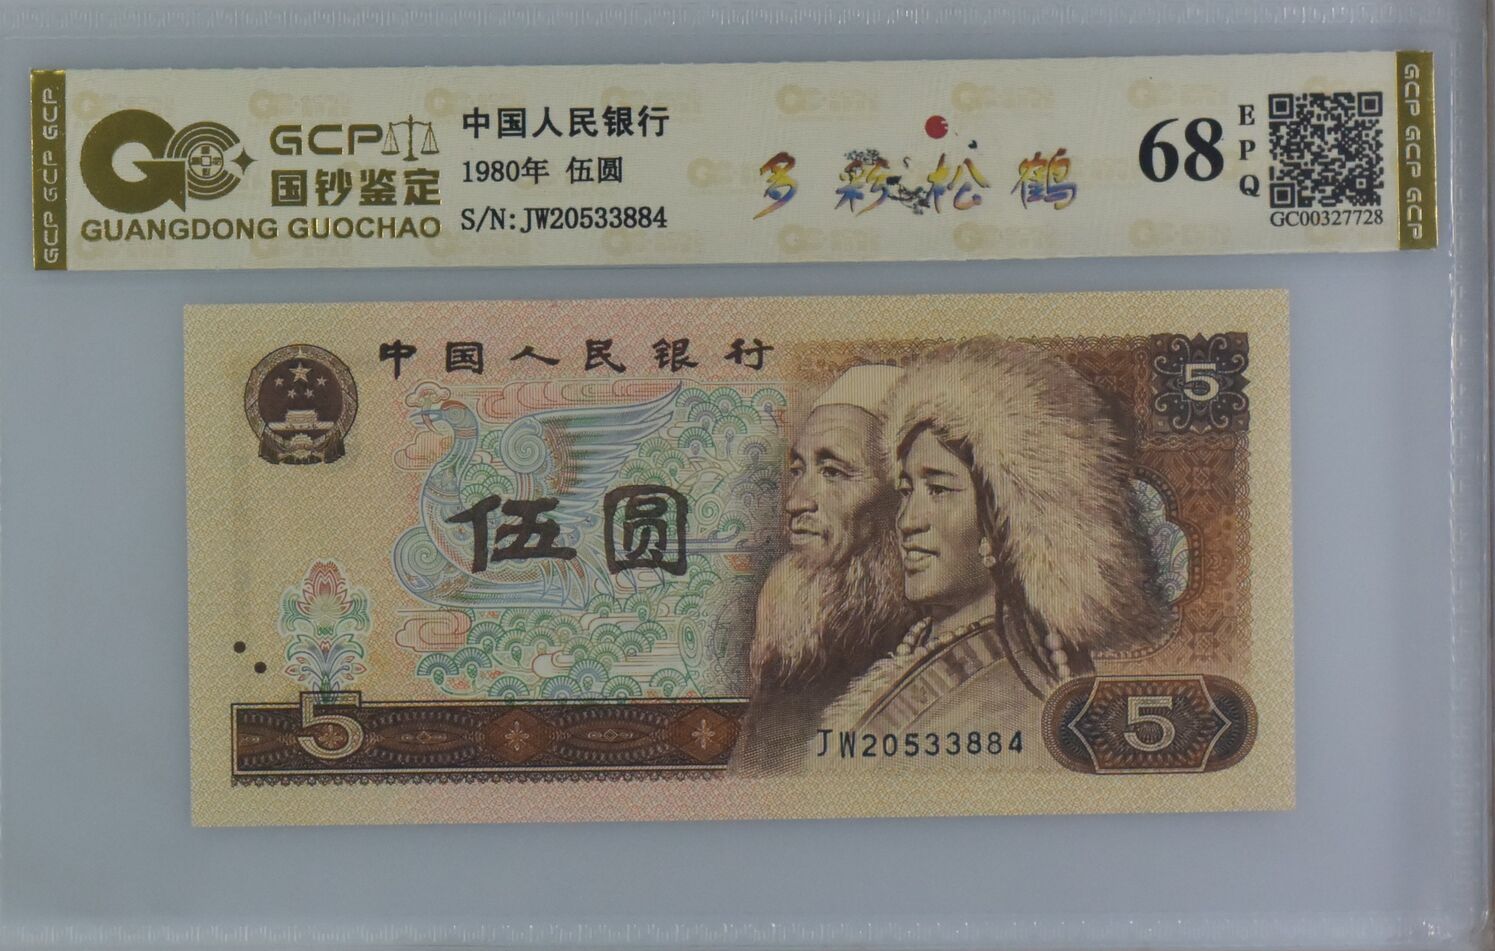 GCP
国钞鉴定
GUANGDONG GUOCHAO
中国人民银行
1980年 伍圆
S/N:JW20533884
多彩松鹤
68
EPQ
GC00327728
GCP GCP GCP
GCP GCP GCP
中国人民银行
5
伍圆
5
JW20533884
5